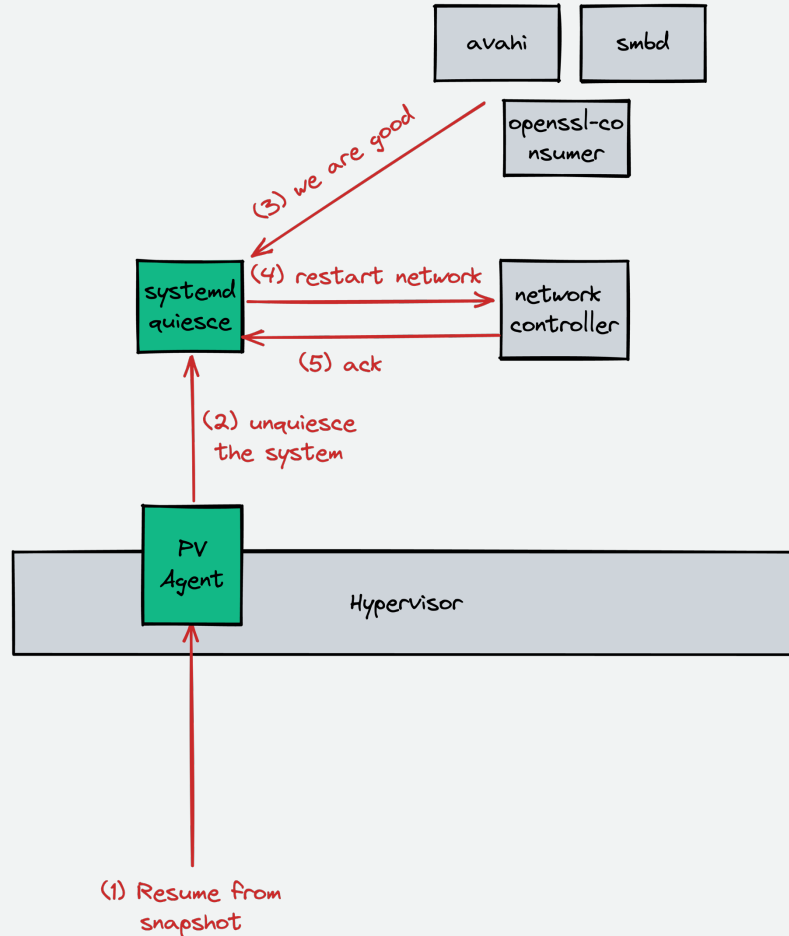 avahi
smbd
openssl-co
nsumer
(3) we are good
systemd
quiesce
(4) restart network
network
controller
(5) ack
(2) unquiesce
the system
PV
Agent
Hypervisor
(1) Resume from
snapshot